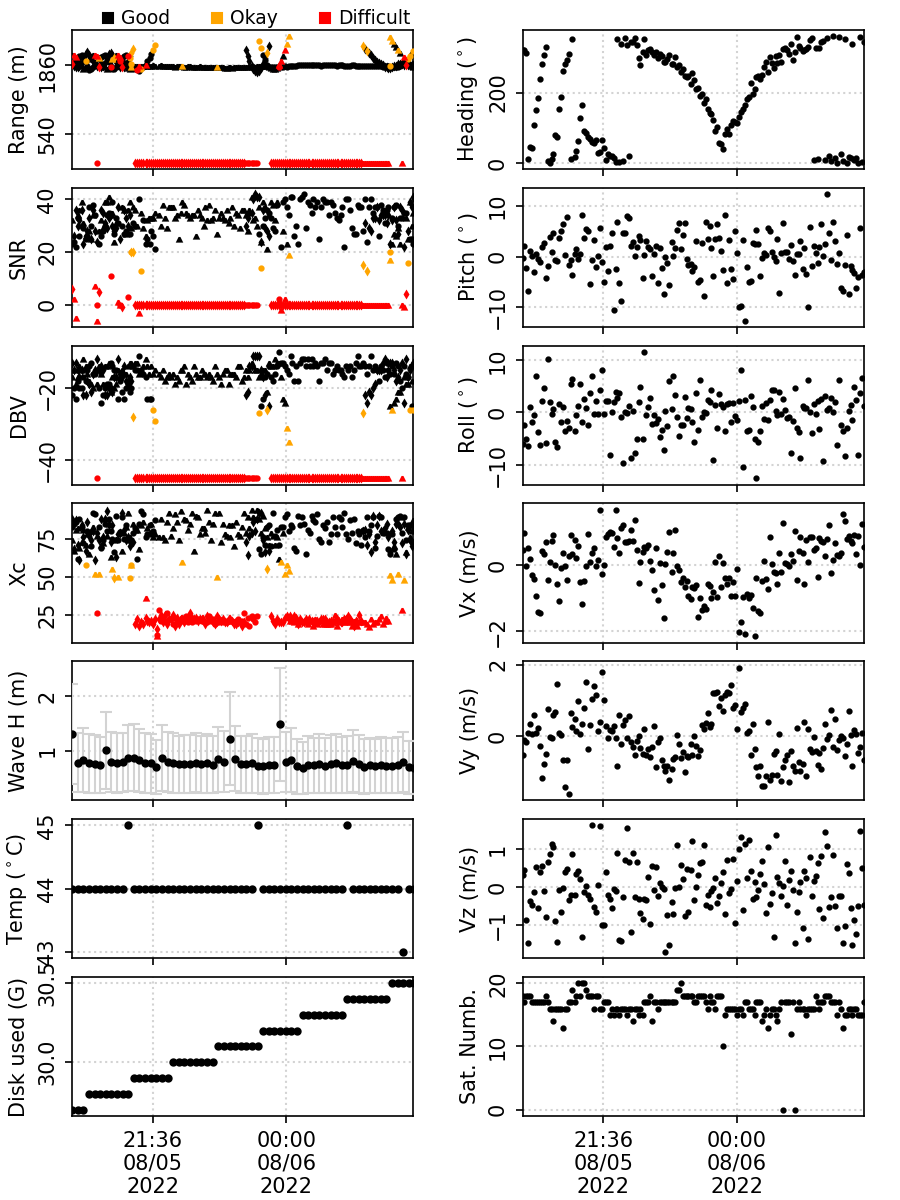 Good Okay Difficult
Range (m)
1860
540
Heading (°)
200
0
SNR
40
20
0
Pitch (°)
10
0
−10
DBV
−20
−40
Roll (°)
10
0
−10
Xc
75
50
25
Vx (m/s)
0
−2
Wave H (m)
2
1
Vy (m/s)
2
0
Temp (°C)
45
44
43
Vz (m/s)
1
0
−1
Disk used (G)
30.5
30.0
Sat. Numb.
20
10
0
21:36 00:00 21:36 00:00
08/05 08/06 08/05 08/06
2022 2022 2022 2022